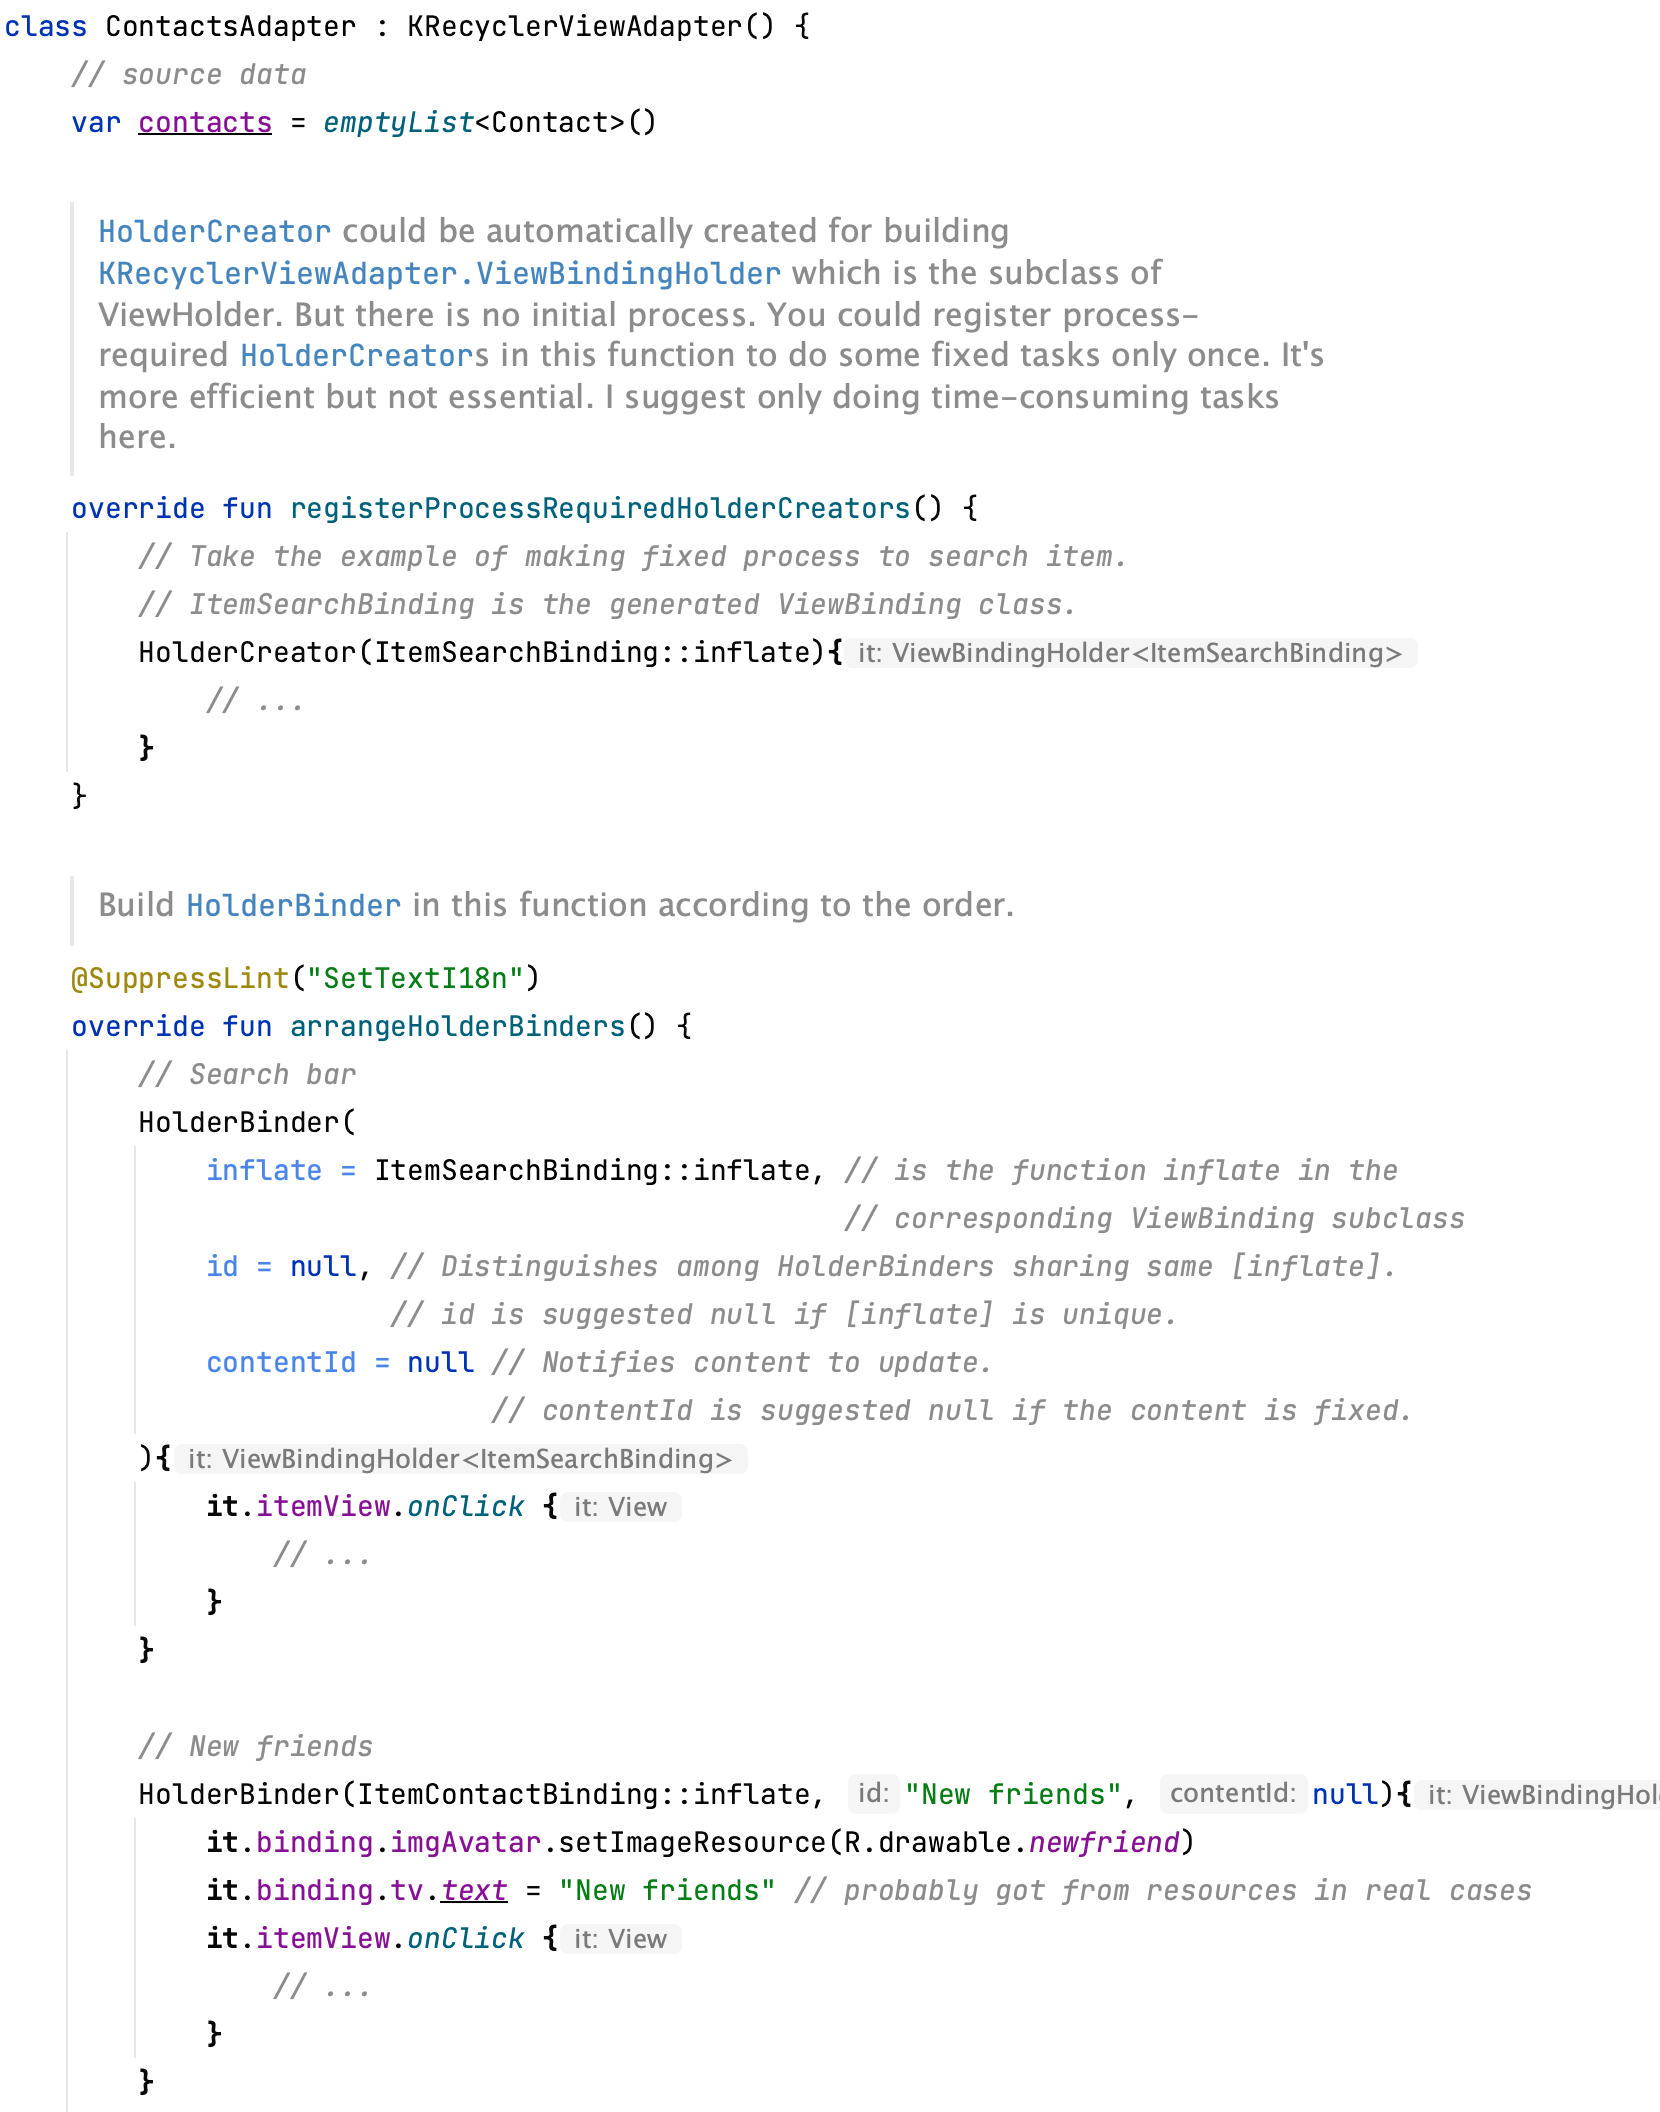 class ContactsAdapter : KRecyclerViewAdapter() {
    // source data
    var contacts = emptyList<Contact>()

    HolderCreator could be automatically created for building
    KRecyclerViewAdapter.ViewBindingHolder which is the subclass of
    ViewHolder. But there is no initial process. You could register process-
    required HolderCreators in this function to do some fixed tasks only once. It's
    more efficient but not essential. I suggest only doing time-consuming tasks
    here.
    override fun registerProcessRequiredHolderCreators() {
        // Take the example of making fixed process to search item.
        // ItemSearchBinding is the generated ViewBinding class.
        HolderCreator(ItemSearchBinding::inflate){ it: ViewBindingHolder<ItemSearchBinding>
            // ...
        }
    }

    Build HolderBinder in this function according to the order.
    @SuppressLint("SetTextI18n")
    override fun arrangeHolderBinders() {
        // Search bar
        HolderBinder(
            inflate = ItemSearchBinding::inflate, // is the function inflate in the
                                                  // corresponding ViewBinding subclass
            id = null, // Distinguishes among HolderBinders sharing same [inflate].
                       // id is suggested null if [inflate] is unique.
            contentId = null // Notifies content to update.
                             // contentId is suggested null if the content is fixed.
        ){ it: ViewBindingHolder<ItemSearchBinding>
            it.itemView.onClick { it: View
                // ...
            }
        }

        // New friends
        HolderBinder(ItemContactBinding::inflate, id: "New friends", contentId: null){ it: ViewBindingHol
            it.binding.imgAvatar.setImageResource(R.drawable.newfriend)
            it.binding.tv.text = "New friends" // probably got from resources in real cases
            it.itemView.onClick { it: View
                // ...
            }
        }